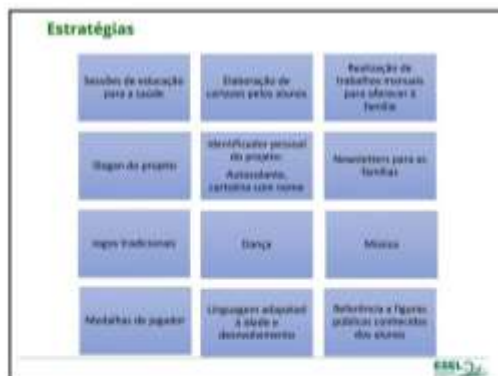 Estratégias
Sessões de educação
para a saúde
Elaboração de
cartazes pelos alunos
Realização de
trabalhos manuais
para oferecer à
família
Slogan do projeto
Identificador pessoal
do projeto:
Autocolante,
cartolina com nome
Newsletters para as
famílias
Jogos tradicionais
Dança
Música
Medalhas de jogador
Linguagem adaptada
à idade e
desenvolvimento
Referência a figuras
públicas conhecidas
dos alunos
ESEL